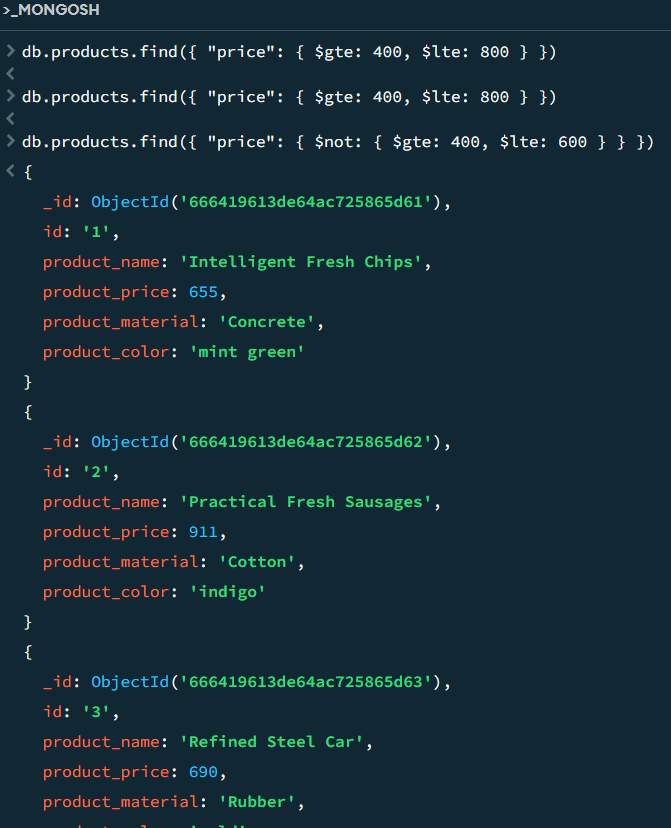 >_MONGOSH
> db.products.find({ "price": { $gte: 400, $lte: 800 } })
<
> db.products.find({ "price": { $gte: 400, $lte: 800 } })
<
> db.products.find({ "price": { $not: { $gte: 400, $lte: 600 } } })
< {
_id: ObjectId('666419613de64ac725865d61'),
id: '1',
product_name: 'Intelligent Fresh Chips',
product_price: 655,
product_material: 'Concrete',
product_color: 'mint green'
}
{
_id: ObjectId('666419613de64ac725865d62'),
id: '2',
product_name: 'Practical Fresh Sausages',
product_price: 911,
product_material: 'Cotton',
product_color: 'indigo'
}
{
_id: ObjectId('666419613de64ac725865d63'),
id: '3',
product_name: 'Refined Steel Car',
product_price: 690,
product_material: 'Rubber',